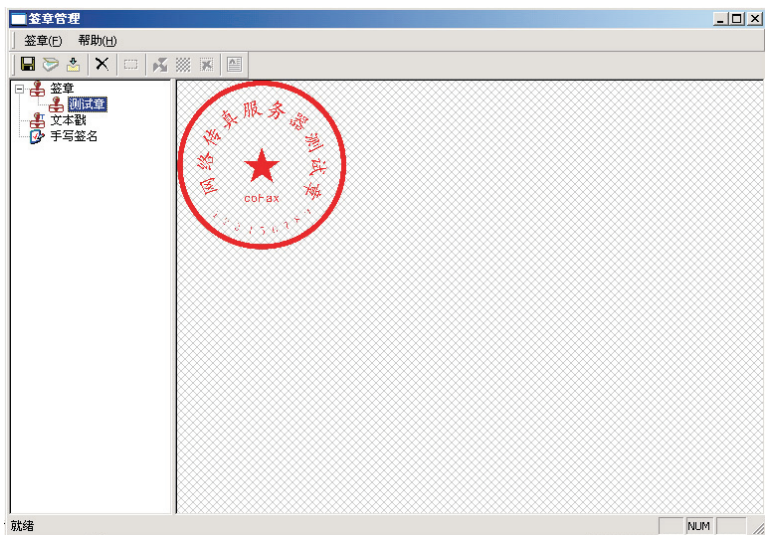 签章管理
签章(F) 帮助(H)
签章
测试章
文本戳
手写签名
网络传真服务器测试章
coFax
就绪
NUM